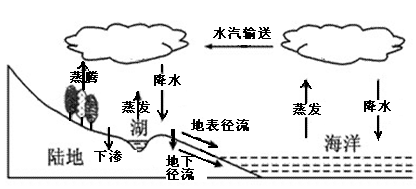 水汽输送
蒸腾
降水
蒸发
湖
地表径流
蒸发
降水
海洋
陆地
下渗
地下
径流